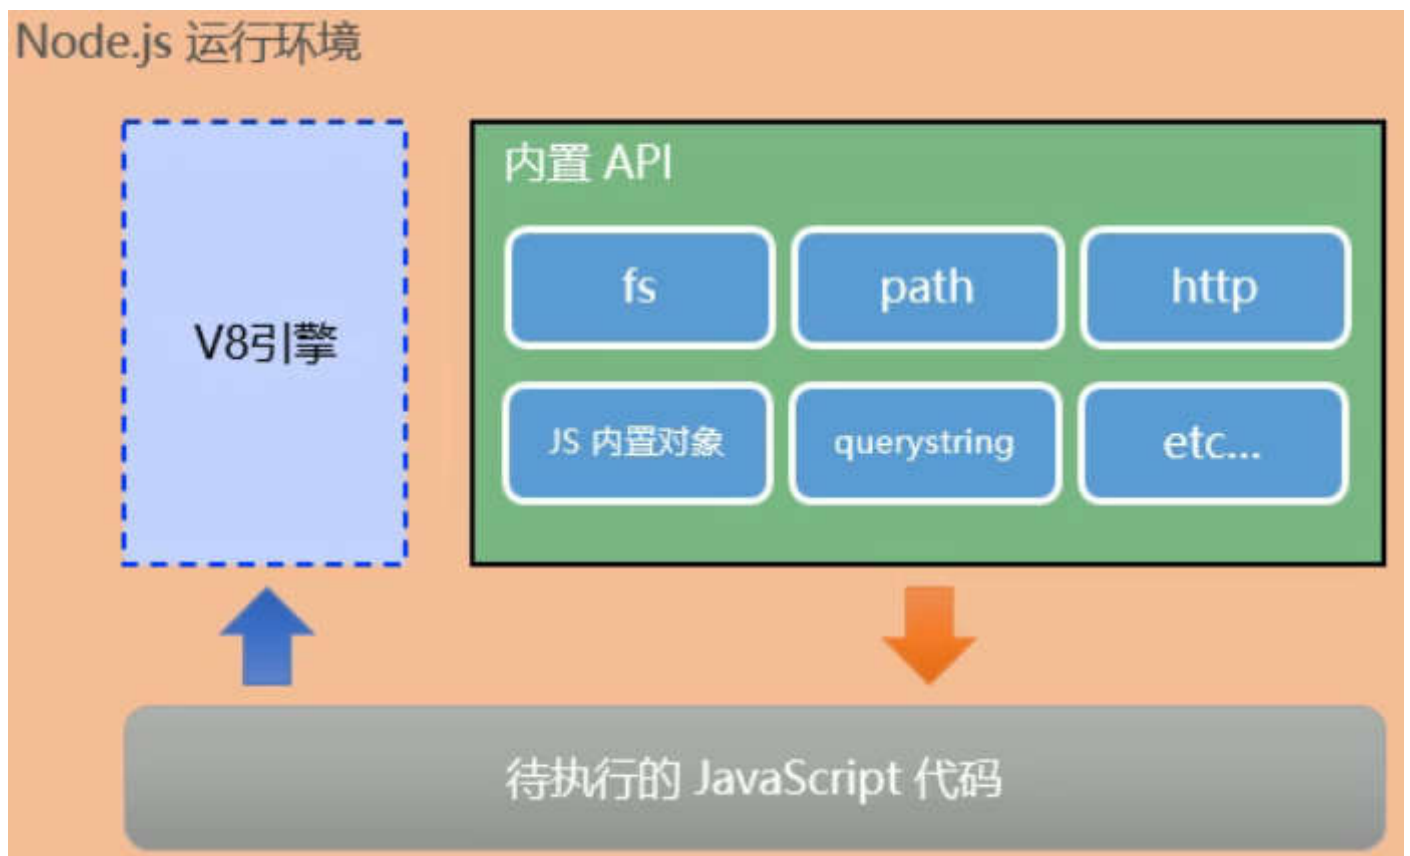 Node.js 运行环境
内置 API
V8引擎
fs
path
http
JS 内置对象
querystring
etc...
待执行的 JavaScript 代码